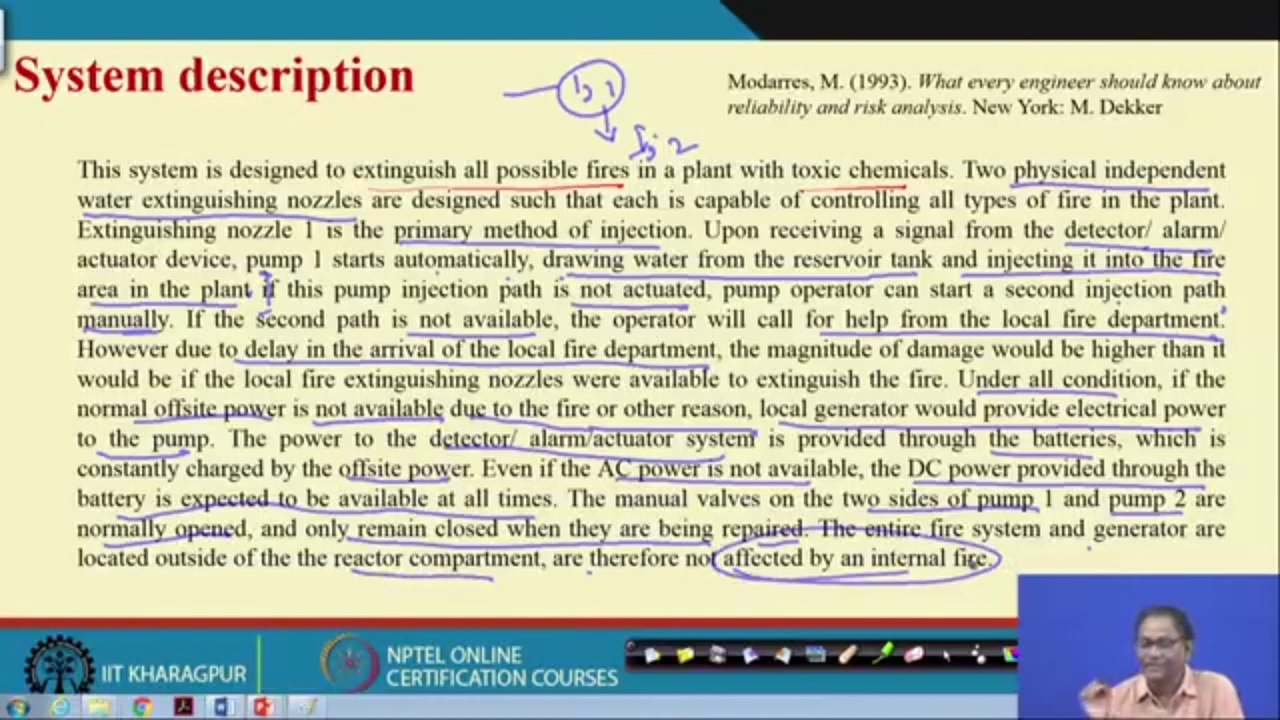 System description
Modarres, M. (1993). What every engineer should know about
reliability and risk analysis. New York: M. Dekker
This system is designed to extinguish all possible fires in a plant with toxic chemicals. Two physical independent
water extinguishing nozzles are designed such that each is capable of controlling all types of fire in the plant.
Extinguishing nozzle 1 is the primary method of injection. Upon receiving a signal from the detector/ alarm/
actuator device, pump 1 starts automatically, drawing water from the reservoir tank and injecting it into the fire
area in the plant. if this pump injection path is not actuated, pump operator can start a second injection path
manually. If the second path is not available, the operator will call for help from the local fire department.
However due to delay in the arrival of the local fire department, the magnitude of damage would be higher than it
would be if the local fire extinguishing nozzles were available to extinguish the fire. Under all condition, if the
normal offsite power is not available due to the fire or other reason, local generator would provide electrical power
to the pump. The power to the detector/ alarm/actuator system is provided through the batteries, which is
constantly charged by the offsite power. Even if the AC power is not available, the DC power provided through the
battery is expected to be available at all times. The manual valves on the two sides of pump 1 and pump 2 are
normally opened, and only remain closed when they are being repaired. The entire fire system and generator are
located outside of the the reactor compartment, are therefore not affected by an internal fire.
IIT KHARAGPUR
NPTEL ONLINE
CERTIFICATION COURSES